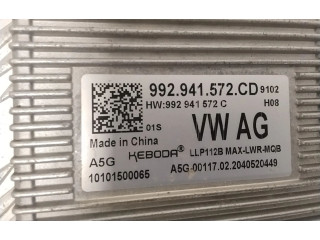 992.941.572.CD 9102
HW:992 941 572 C H08
01S
Made in China
VW AG
A5G KEBODA LLP112B MAX-LWR-MQ/B
10101500065 A5G-00117.02.2040520449